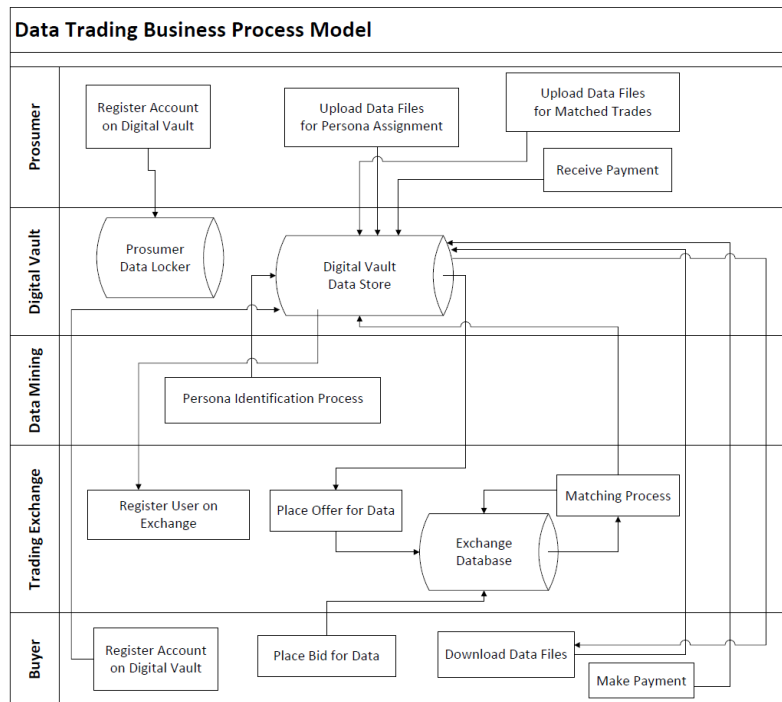 Data Trading Business Process Model
Prosumer
Register Account
on Digital Vault
Upload Data Files
for Persona Assignment
Upload Data Files
for Matched Trades
Receive Payment
Digital Vault
Prosumer
Data Locker
Digital Vault
Data Store
Data Mining
Persona Identification Process
Trading Exchange
Register User on
Exchange
Place Offer for Data
Matching Process
Exchange
Database
Buyer
Register Account
on Digital Vault
Place Bid for Data
Download Data Files
Make Payment